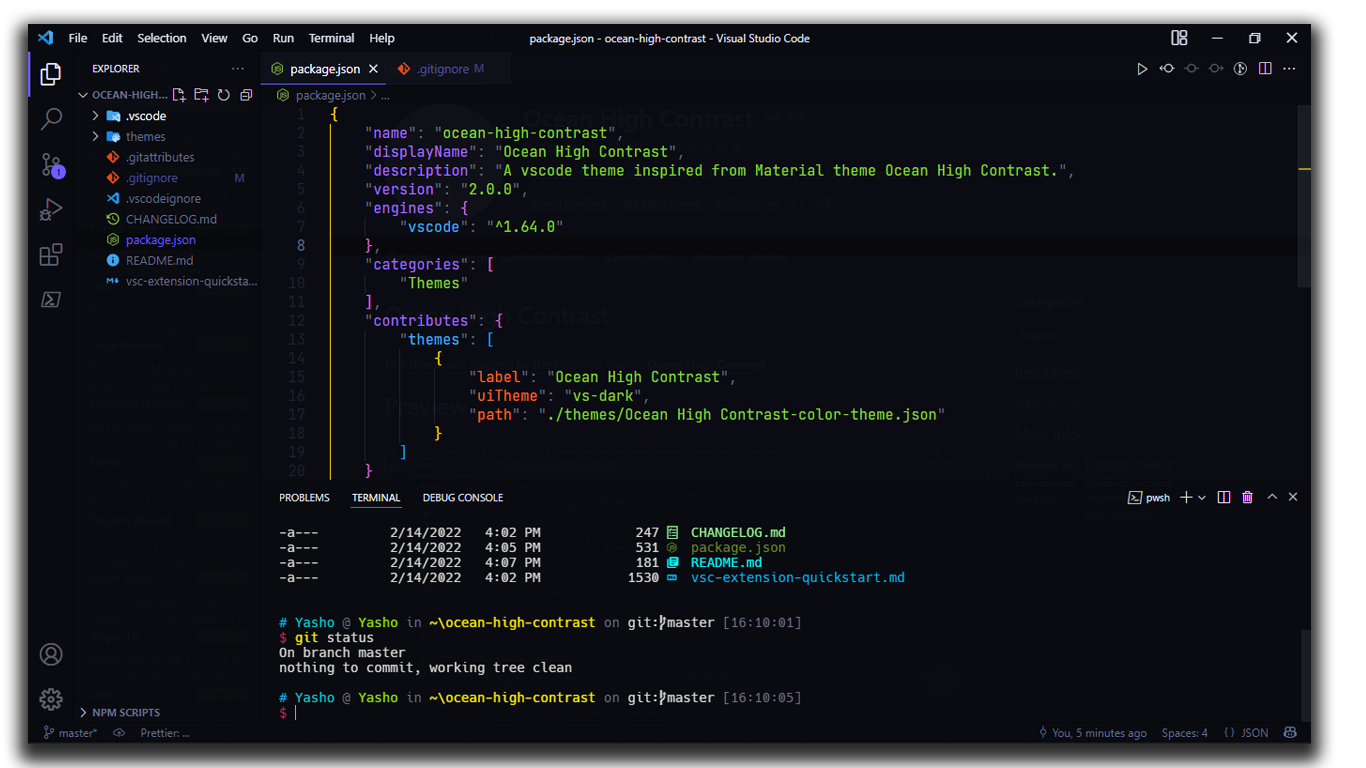 File Edit Selection View Go Run Terminal Help
package.json - ocean-high-contrast - Visual Studio Code
EXPLORER
OCEAN-HIGH...
.vscode
themes
.gitattributes
.gitignore M
.vscodeignore
CHANGELOG.md
package.json
README.md
vsc-extension-quicksta...
NPM SCRIPTS
1
package.json
.gitignore M
package.json > ...
1 {
2 "name": "ocean-high-contrast",
3 "displayName": "Ocean High Contrast",
4 "description": "A vscode theme inspired from Material theme Ocean High Contrast.",
5 "version": "2.0.0",
6 "engines": {
7 "vscode": "^1.64.0"
8 },
9 "categories": [
10 "Themes"
11 ],
12 "contributes": {
13 "themes": [
14 {
15 "label": "Ocean High Contrast",
16 "uiTheme": "vs-dark",
17 "path": "./themes/Ocean High Contrast-color-theme.json"
18 }
19 ]
20 }
Ocean High Contrast
Contrast
Preview
Categories
Resources
More Info
PROBLEMS TERMINAL DEBUG CONSOLE
pwsh
-a--- 2/14/2022 4:02 PM 247 CHANGELOG.md
-a--- 2/14/2022 4:05 PM 531 package.json
-a--- 2/14/2022 4:07 PM 181 README.md
-a--- 2/14/2022 4:02 PM 1530 vsc-extension-quickstart.md
# Yasho @ Yasho in ~\ocean-high-contrast on git:master [16:10:01]
$ git status
On branch master
nothing to commit, working tree clean
# Yasho @ Yasho in ~\ocean-high-contrast on git:master [16:10:05]
$
master* Prettier: ...
You, 5 minutes ago Spaces: 4 {} JSON